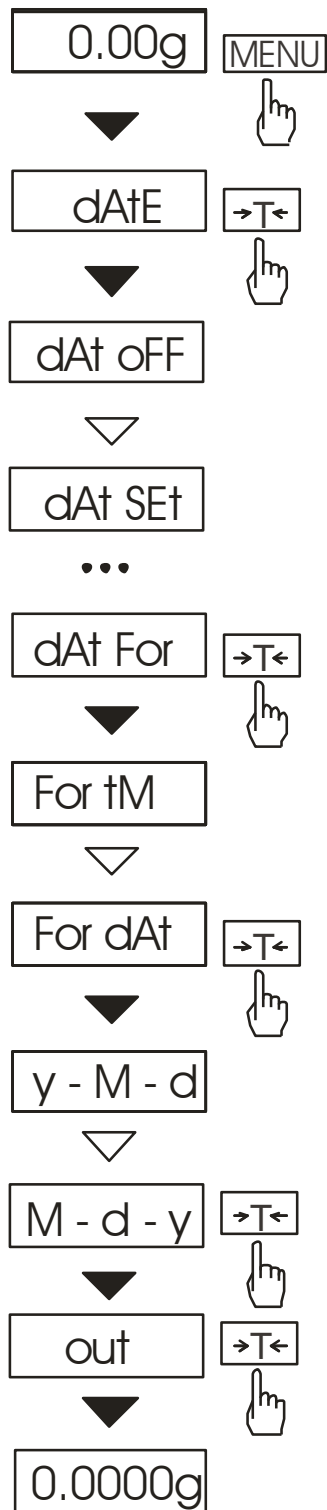 0.00g MENU
dAtE →T←
dAt oFF
dAt SEt
•••
dAt For →T←
For tM
For dAt →T←
y - M - d
M - d - y →T←
out →T←
0.0000g